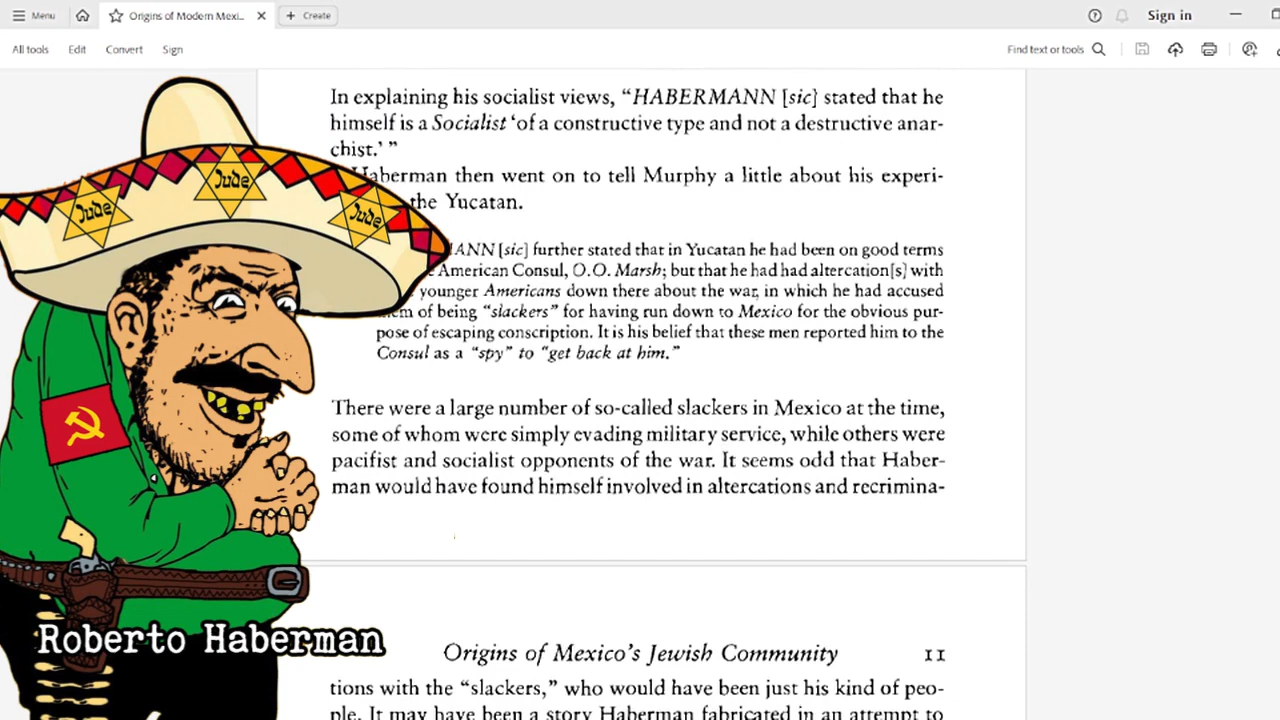 Menu
Origins of Modern Mexi...
Create
Sign in
All tools
Edit
Convert
Sign
Find text or tools
In explaining his socialist views, “HABERMANN [sic] stated that he
himself is a Socialist ‘of a constructive type and not a destructive anar-
chist.’ ”
Haberman then went on to tell Murphy a little about his experi-
the Yucatan.
MANN [sic] further stated that in Yucatan he had been on good terms
American Consul, O.O. Marsh; but that he had had altercation[s] with
younger Americans down there about the war, in which he had accused
them of being “slackers” for having run down to Mexico for the obvious pur-
pose of escaping conscription. It is his belief that these men reported him to the
Consul as a “spy” to “get back at him.”
There were a large number of so-called slackers in Mexico at the time,
some of whom were simply evading military service, while others were
pacifist and socialist opponents of the war. It seems odd that Haber-
man would have found himself involved in altercations and recrimina-
Jude
Jude
Jude
Roberto Haberman
Origins of Mexico’s Jewish Community 11
tions with the “slackers,” who would have been just his kind of peo-
ple. It may have been a story Haberman fabricated in an attempt to